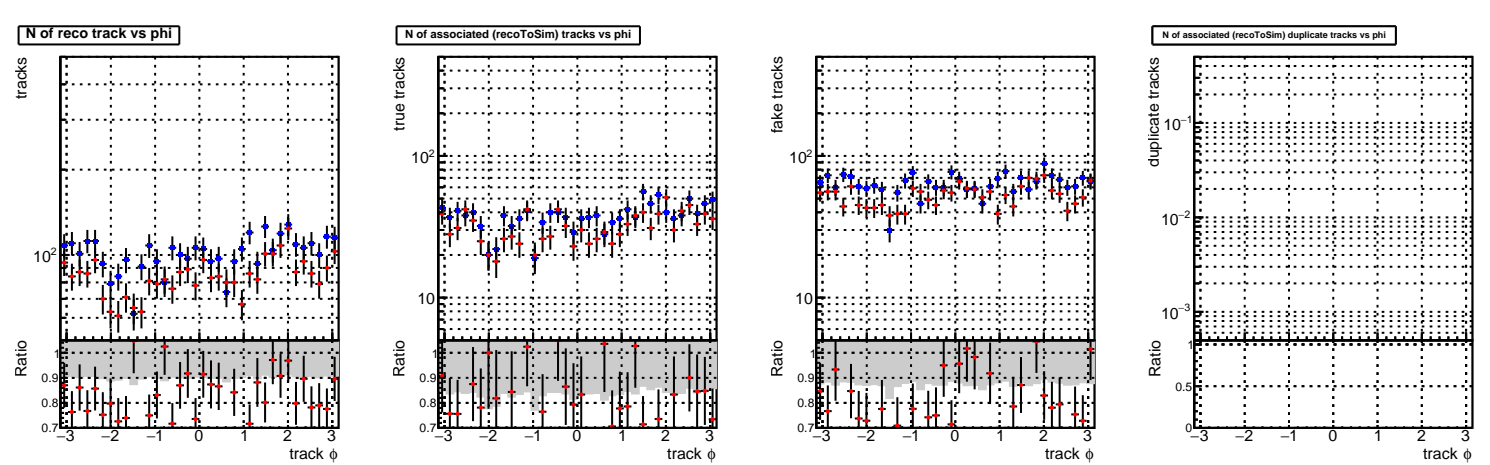 N of reco track vs phi
tracks
10²
Ratio
1
0.9
0.8
0.7
−3 −2 −1 0 1 2 3
track ϕ
N of associated (recoToSim) tracks vs phi
true tracks
10²
10
Ratio
1
0.9
0.8
0.7
−3 −2 −1 0 1 2 3
track ϕ
fake tracks
10²
10
Ratio
1
0.9
0.8
0.7
−3 −2 −1 0 1 2 3
track ϕ
N of associated (recoToSim) duplicate tracks vs phi
duplicate tracks
10⁻¹
10⁻²
10⁻³
Ratio
1
0.5
0
−3 −2 −1 0 1 2 3
track ϕ